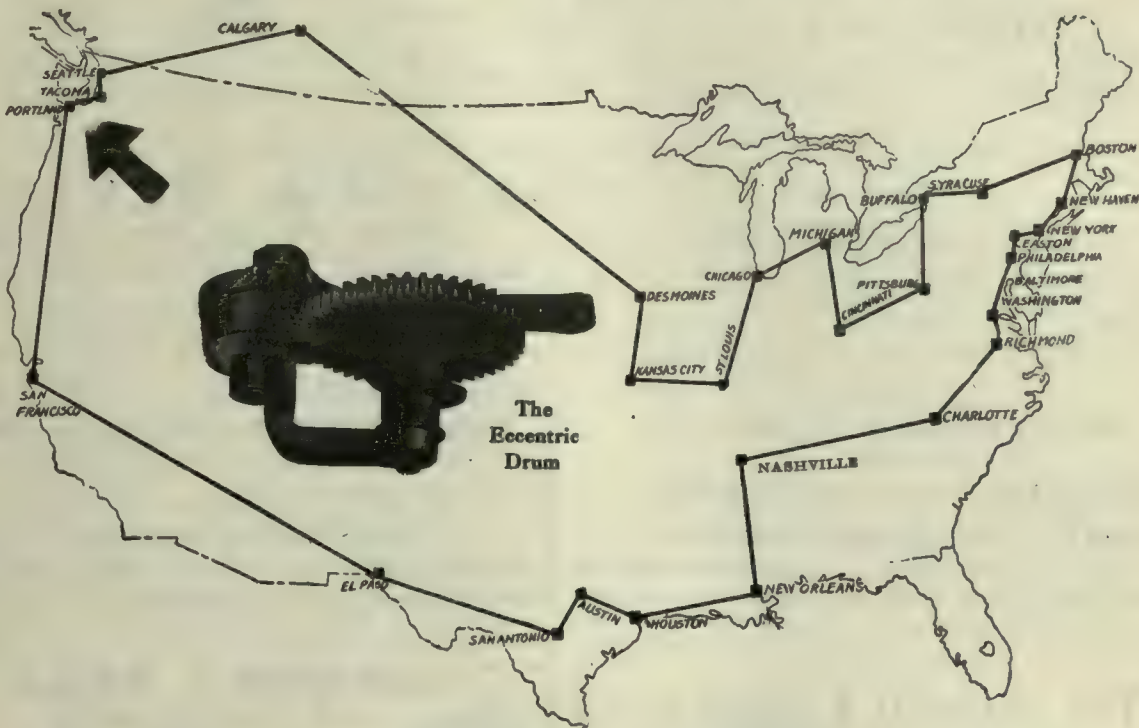 CALGARY
SEATTLE
TACOMA
PORTLAND
BOSTON
SYRACUSE
BUFFALO
NEW HAVEN
MICHIGAN
NEW YORK
EASTON
PHILADELPHIA
CHICAGO
PITTSBURG
BALTIMORE
DESMOINES
CINCINNATI
WASHINGTON
RICHMOND
ST LOUIS
KANSAS CITY
SAN
FRANCISCO
The
Eccentric
Drum
CHARLOTTE
NASHVILLE
EL PASO
NEW ORLEANS
AUSTIN
HOUSTON
SAN ANTONIO